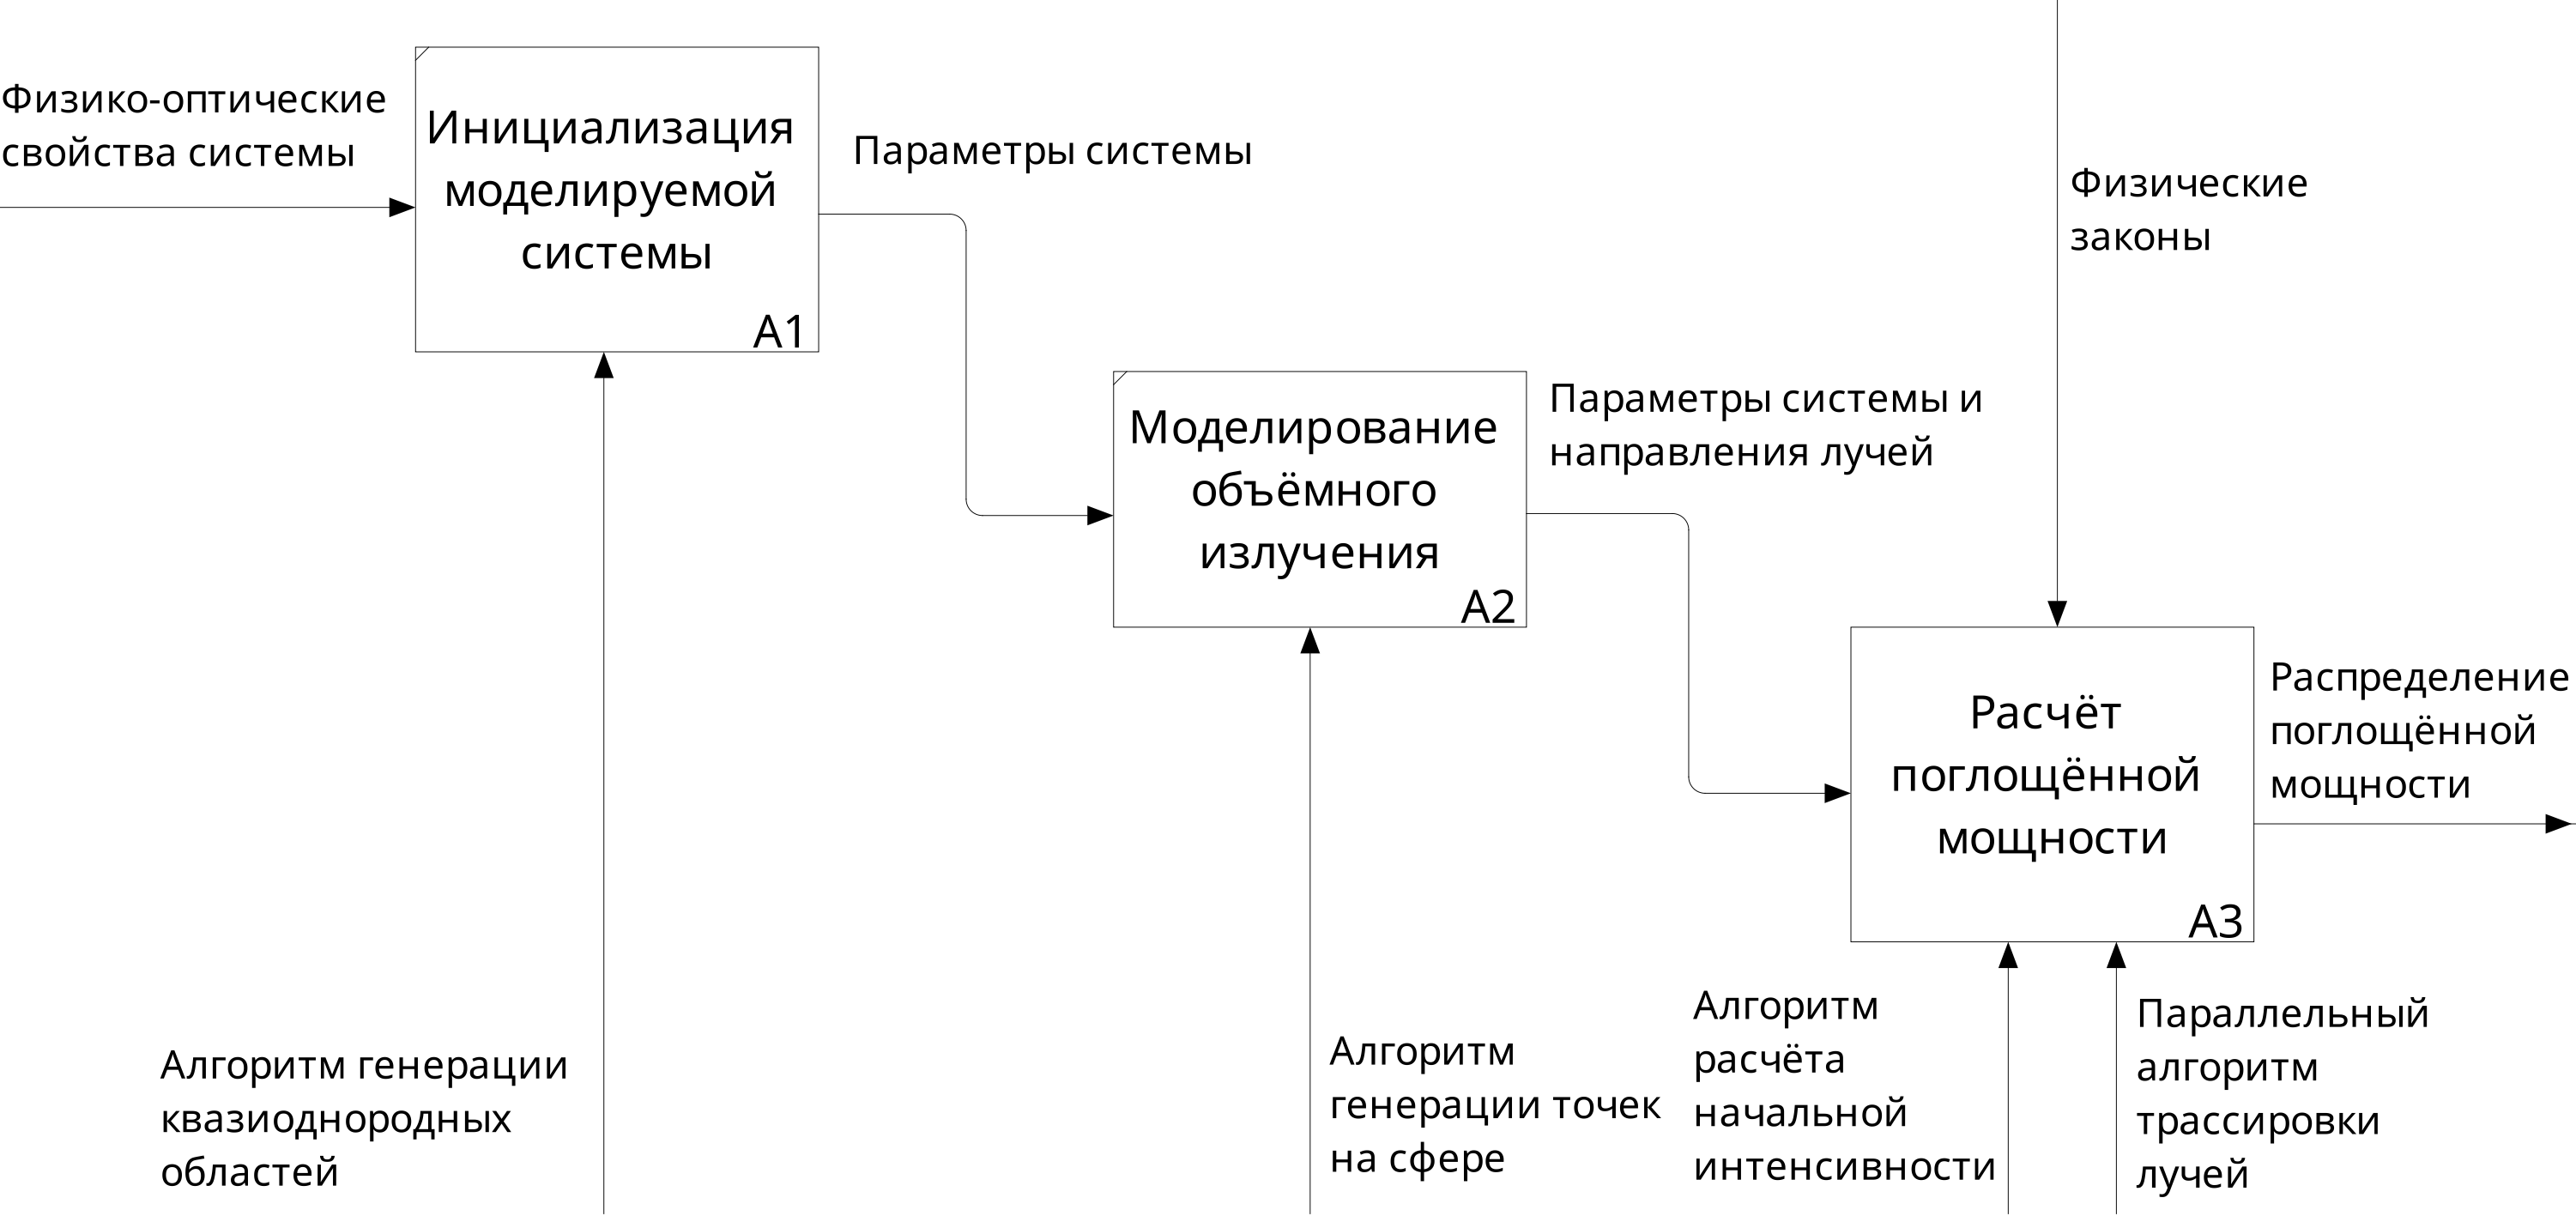 Физико-оптические
свойства системы
Инициализация
моделируемой
системы
A1
Параметры системы
Физические
законы
Моделирование
объёмного
излучения
A2
Параметры системы и
направления лучей
Расчёт
поглощённой
мощности
A3
Распределение
поглощённой
мощности
Алгоритм генерации
квазиоднородных
областей
Алгоритм
генерации точек
на сфере
Алгоритм
расчёта
начальной
интенсивности
Параллельный
алгоритм
трассировки
лучей